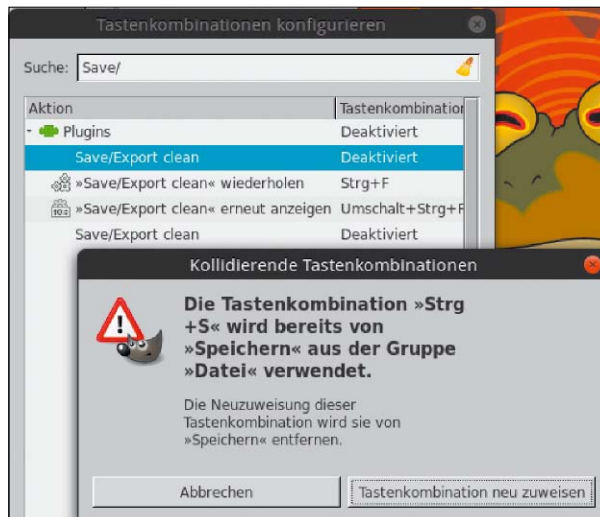 Tastenkombinationen konfigurieren
Suche: Save/
Aktion Tastenkombination
Plugins Deaktiviert
Save/Export clean Deaktiviert
»Save/Export clean« wiederholen Strg+F
»Save/Export clean« erneut anzeigen Umschalt+Strg+F
Save/Export clean Deaktiviert
Kollidierende Tastenkombinationen
Die Tastenkombination »Strg
+S« wird bereits von
»Speichern« aus der Gruppe
»Datei« verwendet.
Die Neuzuweisung dieser
Tastenkombination wird sie von
»Speichern« entfernen.
Abbrechen Tastenkombination neu zuweisen